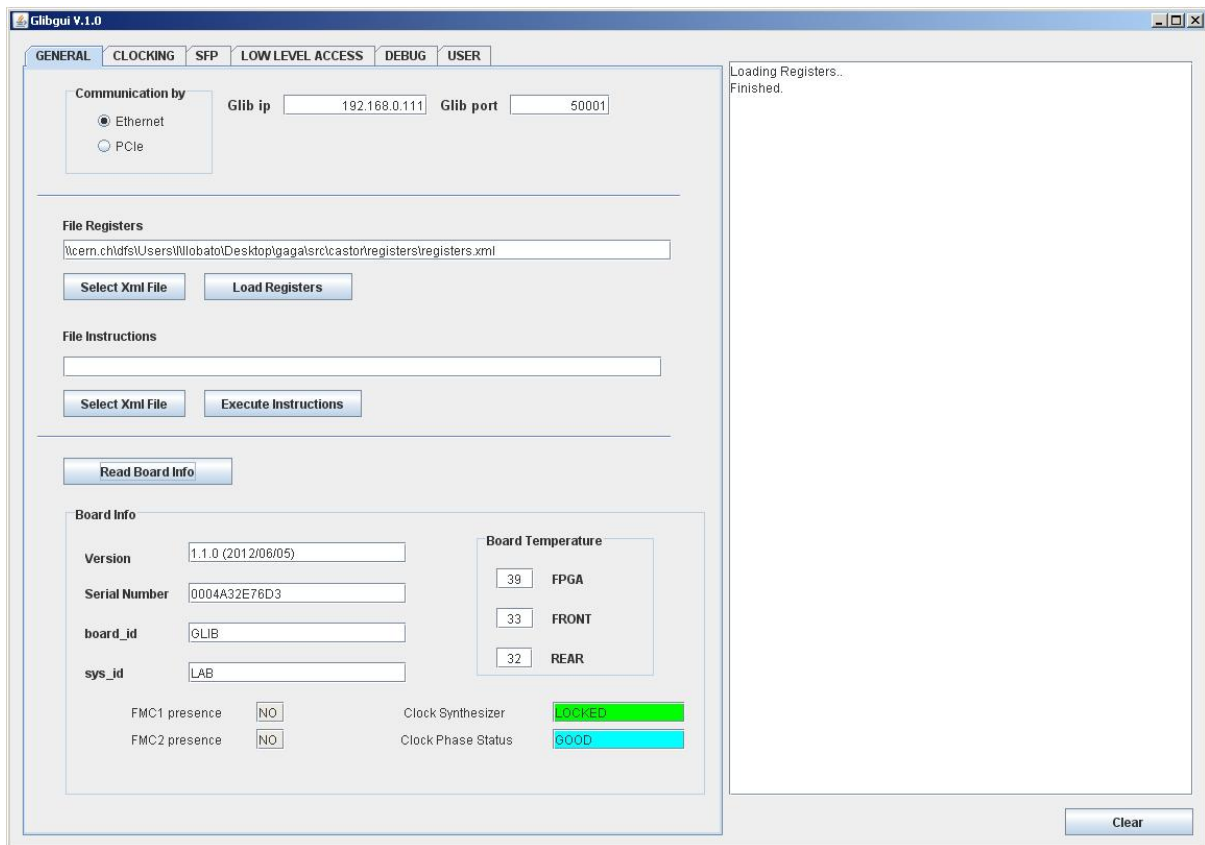 Glibgui V.1.0
GENERAL CLOCKING SFP LOW LEVEL ACCESS DEBUG USER
Communication by
Ethernet
PCIe
Glib ip 192.168.0.111 Glib port 50001
File Registers
\\cern.ch\dfs\Users\l\llobato\Desktop\gaga\src\castor\registers\registers.xml
Select Xml File Load Registers
File Instructions
Select Xml File Execute Instructions
Read Board Info
Board Info
Version 1.1.0 (2012/06/05)
Serial Number 0004A32E76D3
board_id GLIB
sys_id LAB
Board Temperature
39 FPGA
33 FRONT
32 REAR
FMC1 presence NO Clock Synthesizer LOCKED
FMC2 presence NO Clock Phase Status GOOD
Loading Registers..
Finished.
Clear